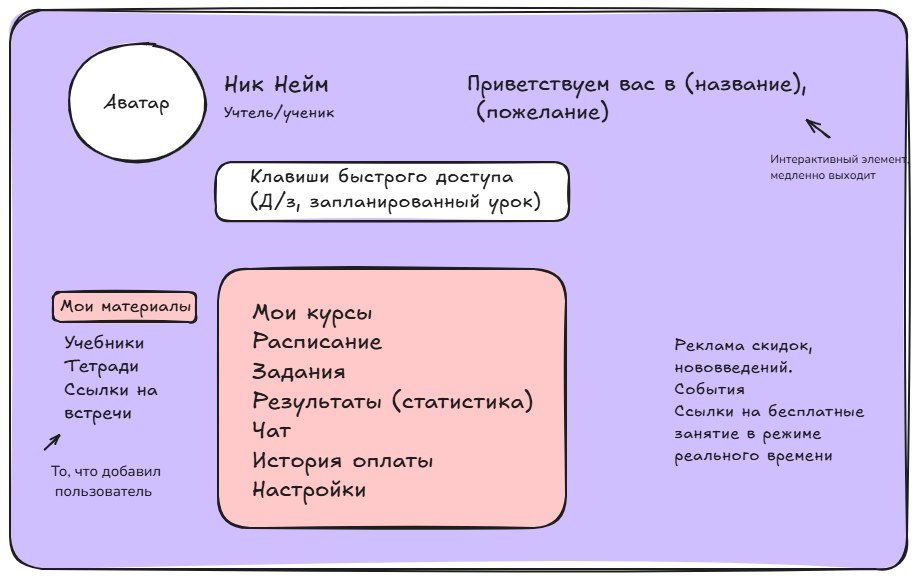 Аватар
Ник Нейм
Учтель/ученик
Приветствуем вас в (название),
(пожелание)
Интерактивный элемент,
медленно выходит
Клавиши быстрого доступа
(Д/з, запланированный урок)
Мои материалы
Учебники
Тетради
Ссылки на
встречи
То, что добавил
пользователь
Мои курсы
Расписание
Задания
Результаты (статистика)
Чат
История оплаты
Настройки
Реклама скидок,
нововведений.
События
Ссылки на бесплатные
занятие в режиме
реального времени